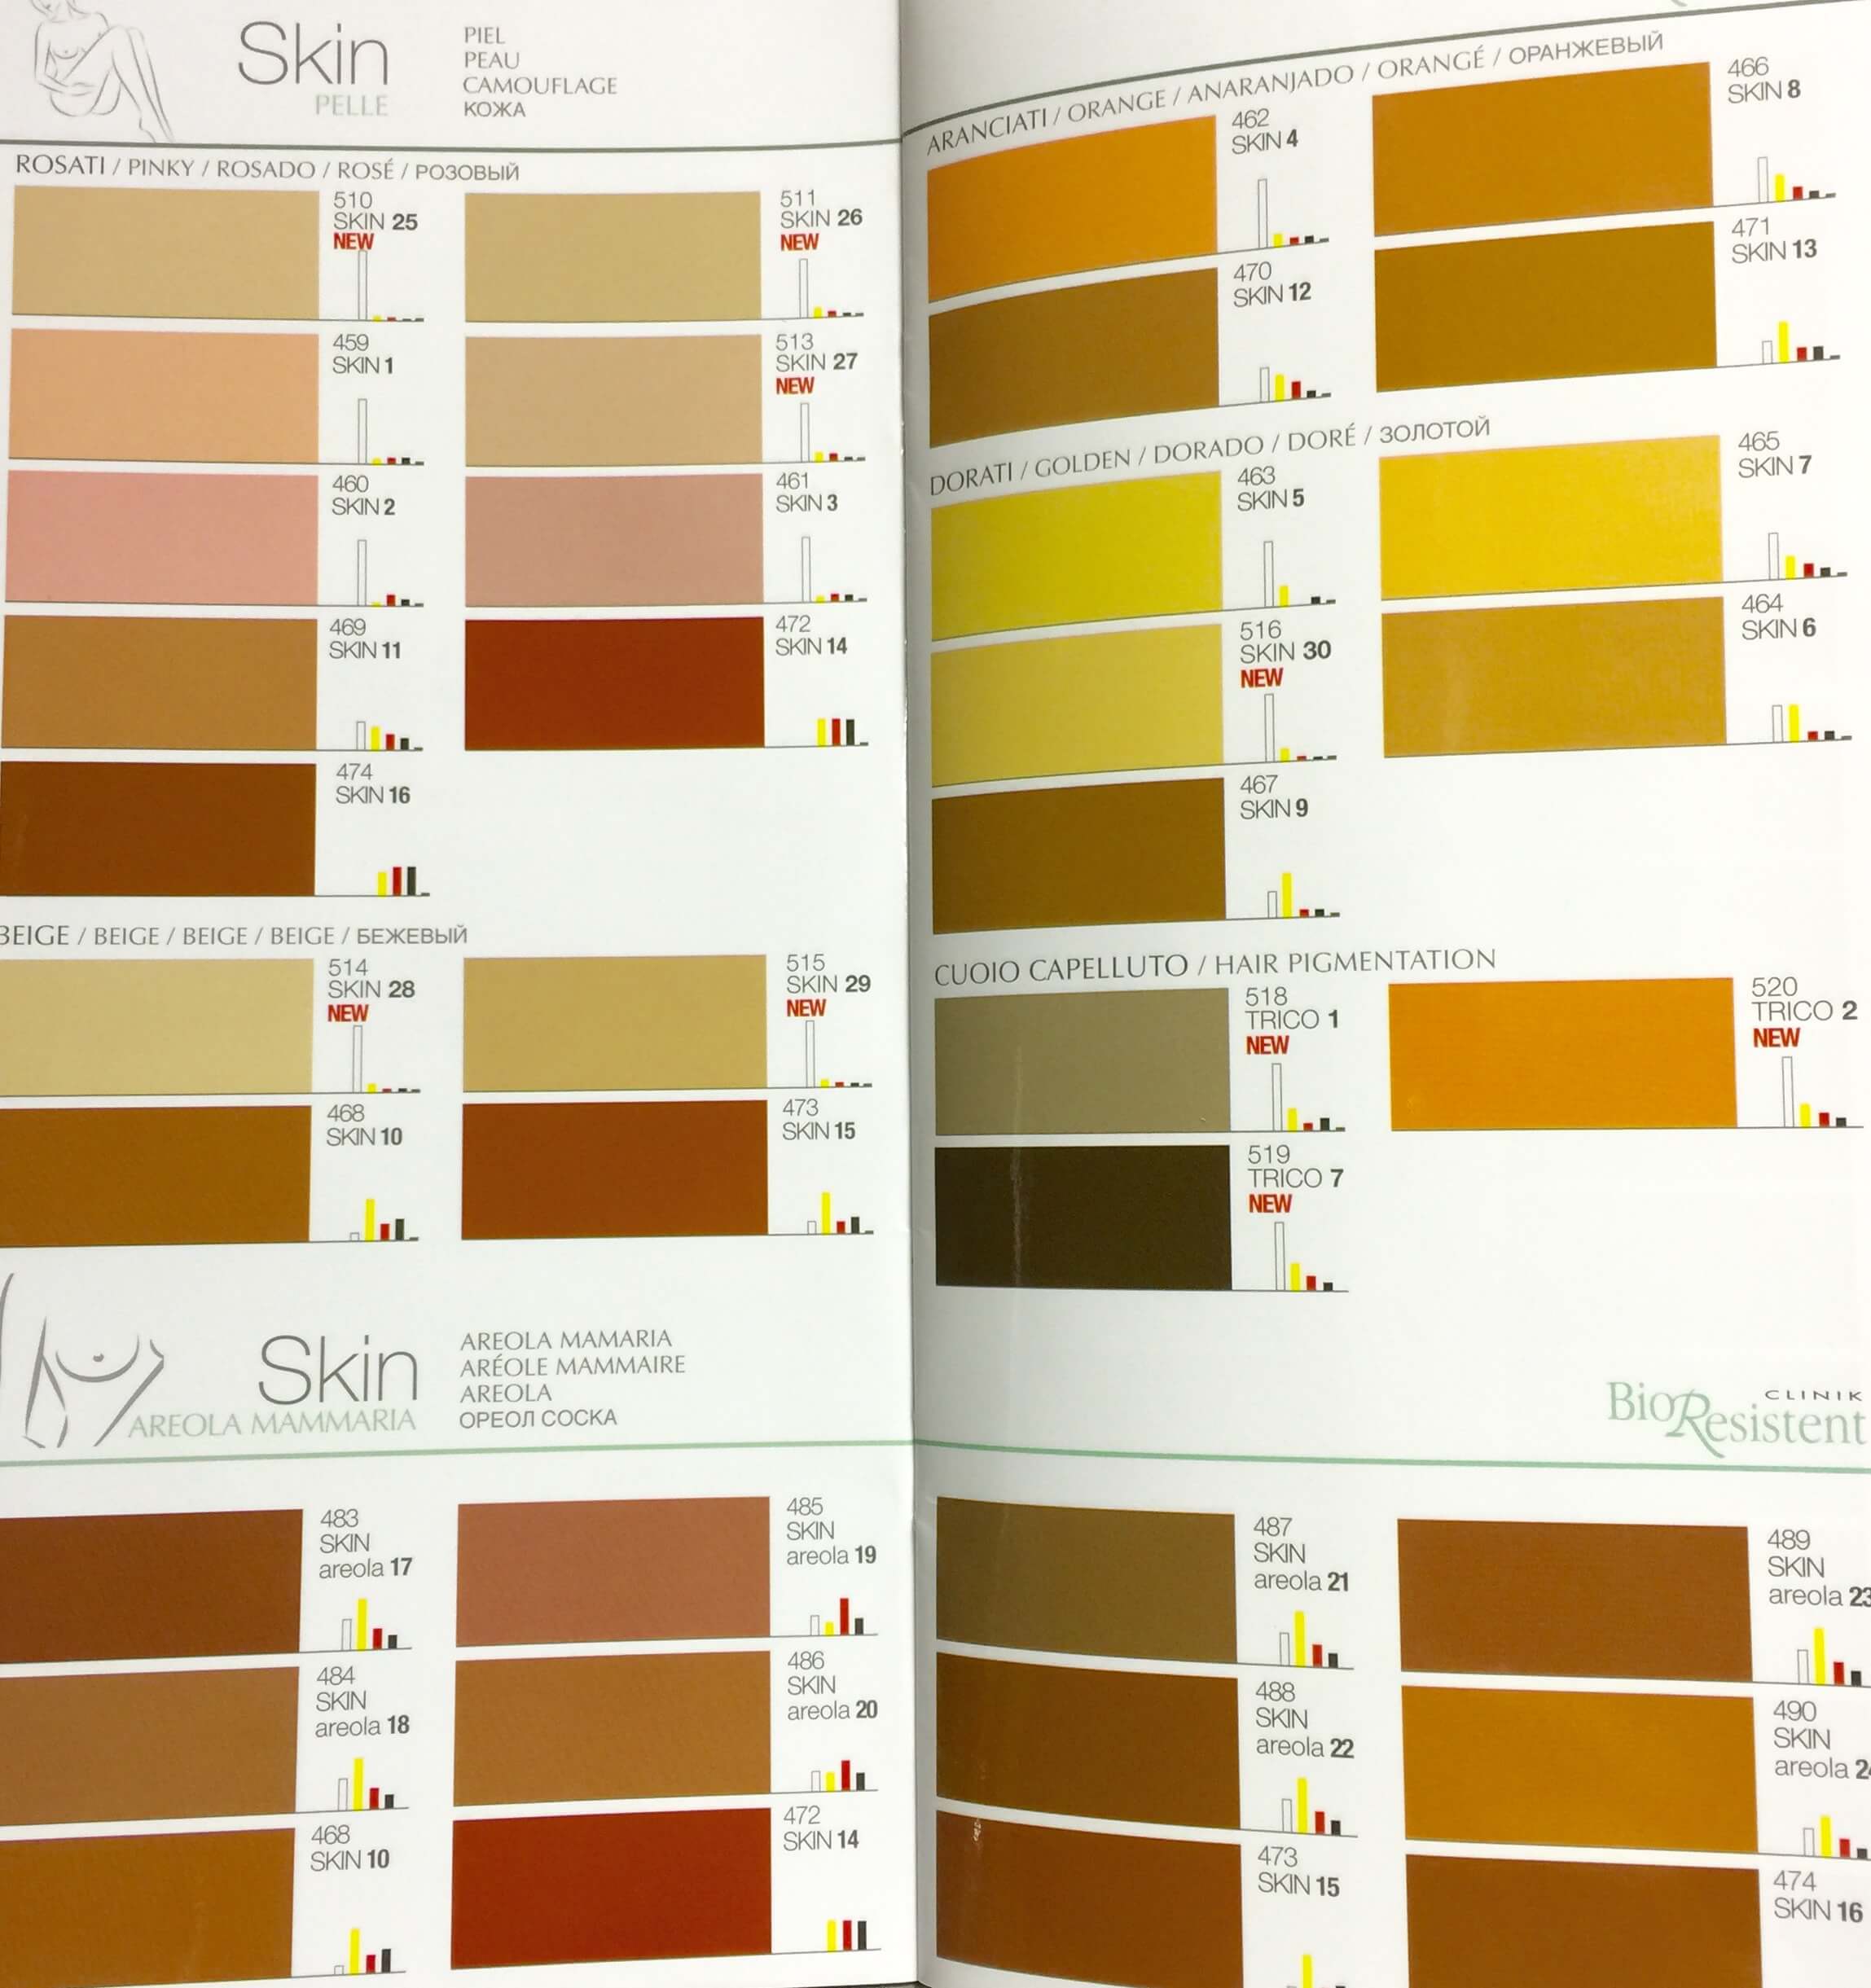 Skin
PELLE
PIEL
PEAU
CAMOUFLAGE
КОЖА
ROSATI / PINKY / ROSADO / ROSÉ / РОЗОВЫЙ
510
SKIN 25
NEW
511
SKIN 26
NEW
459
SKIN 1
513
SKIN 27
NEW
460
SKIN 2
461
SKIN 3
469
SKIN 11
472
SKIN 14
474
SKIN 16
BEIGE / BEIGE / BEIGE / BEIGE / БЕЖЕВЫЙ
514
SKIN 28
NEW
515
SKIN 29
NEW
468
SKIN 10
473
SKIN 15
Skin
AREOLA MAMMARIA
AREOLA MAMARIA
ARÉOLE MAMMAIRE
AREOLA
ОРЕОЛ СОСКА
483
SKIN
areola 17
485
SKIN
areola 19
484
SKIN
areola 18
486
SKIN
areola 20
468
SKIN 10
472
SKIN 14
ARANCIATI / ORANGE / ANARANJADO / ORANGÉ / ОРАНЖЕВЫЙ
462
SKIN 4
466
SKIN 8
470
SKIN 12
471
SKIN 13
DORATI / GOLDEN / DORADO / DORÉ / ЗОЛОТОЙ
463
SKIN 5
465
SKIN 7
516
SKIN 30
NEW
464
SKIN 6
467
SKIN 9
CUOIO CAPELLUTO / HAIR PIGMENTATION
518
TRICO 1
NEW
520
TRICO 2
NEW
519
TRICO 7
NEW
CLINIK
BioResistent
487
SKIN
areola 21
489
SKIN
areola 23
488
SKIN
areola 22
490
SKIN
areola 2
473
SKIN 15
474
SKIN 16